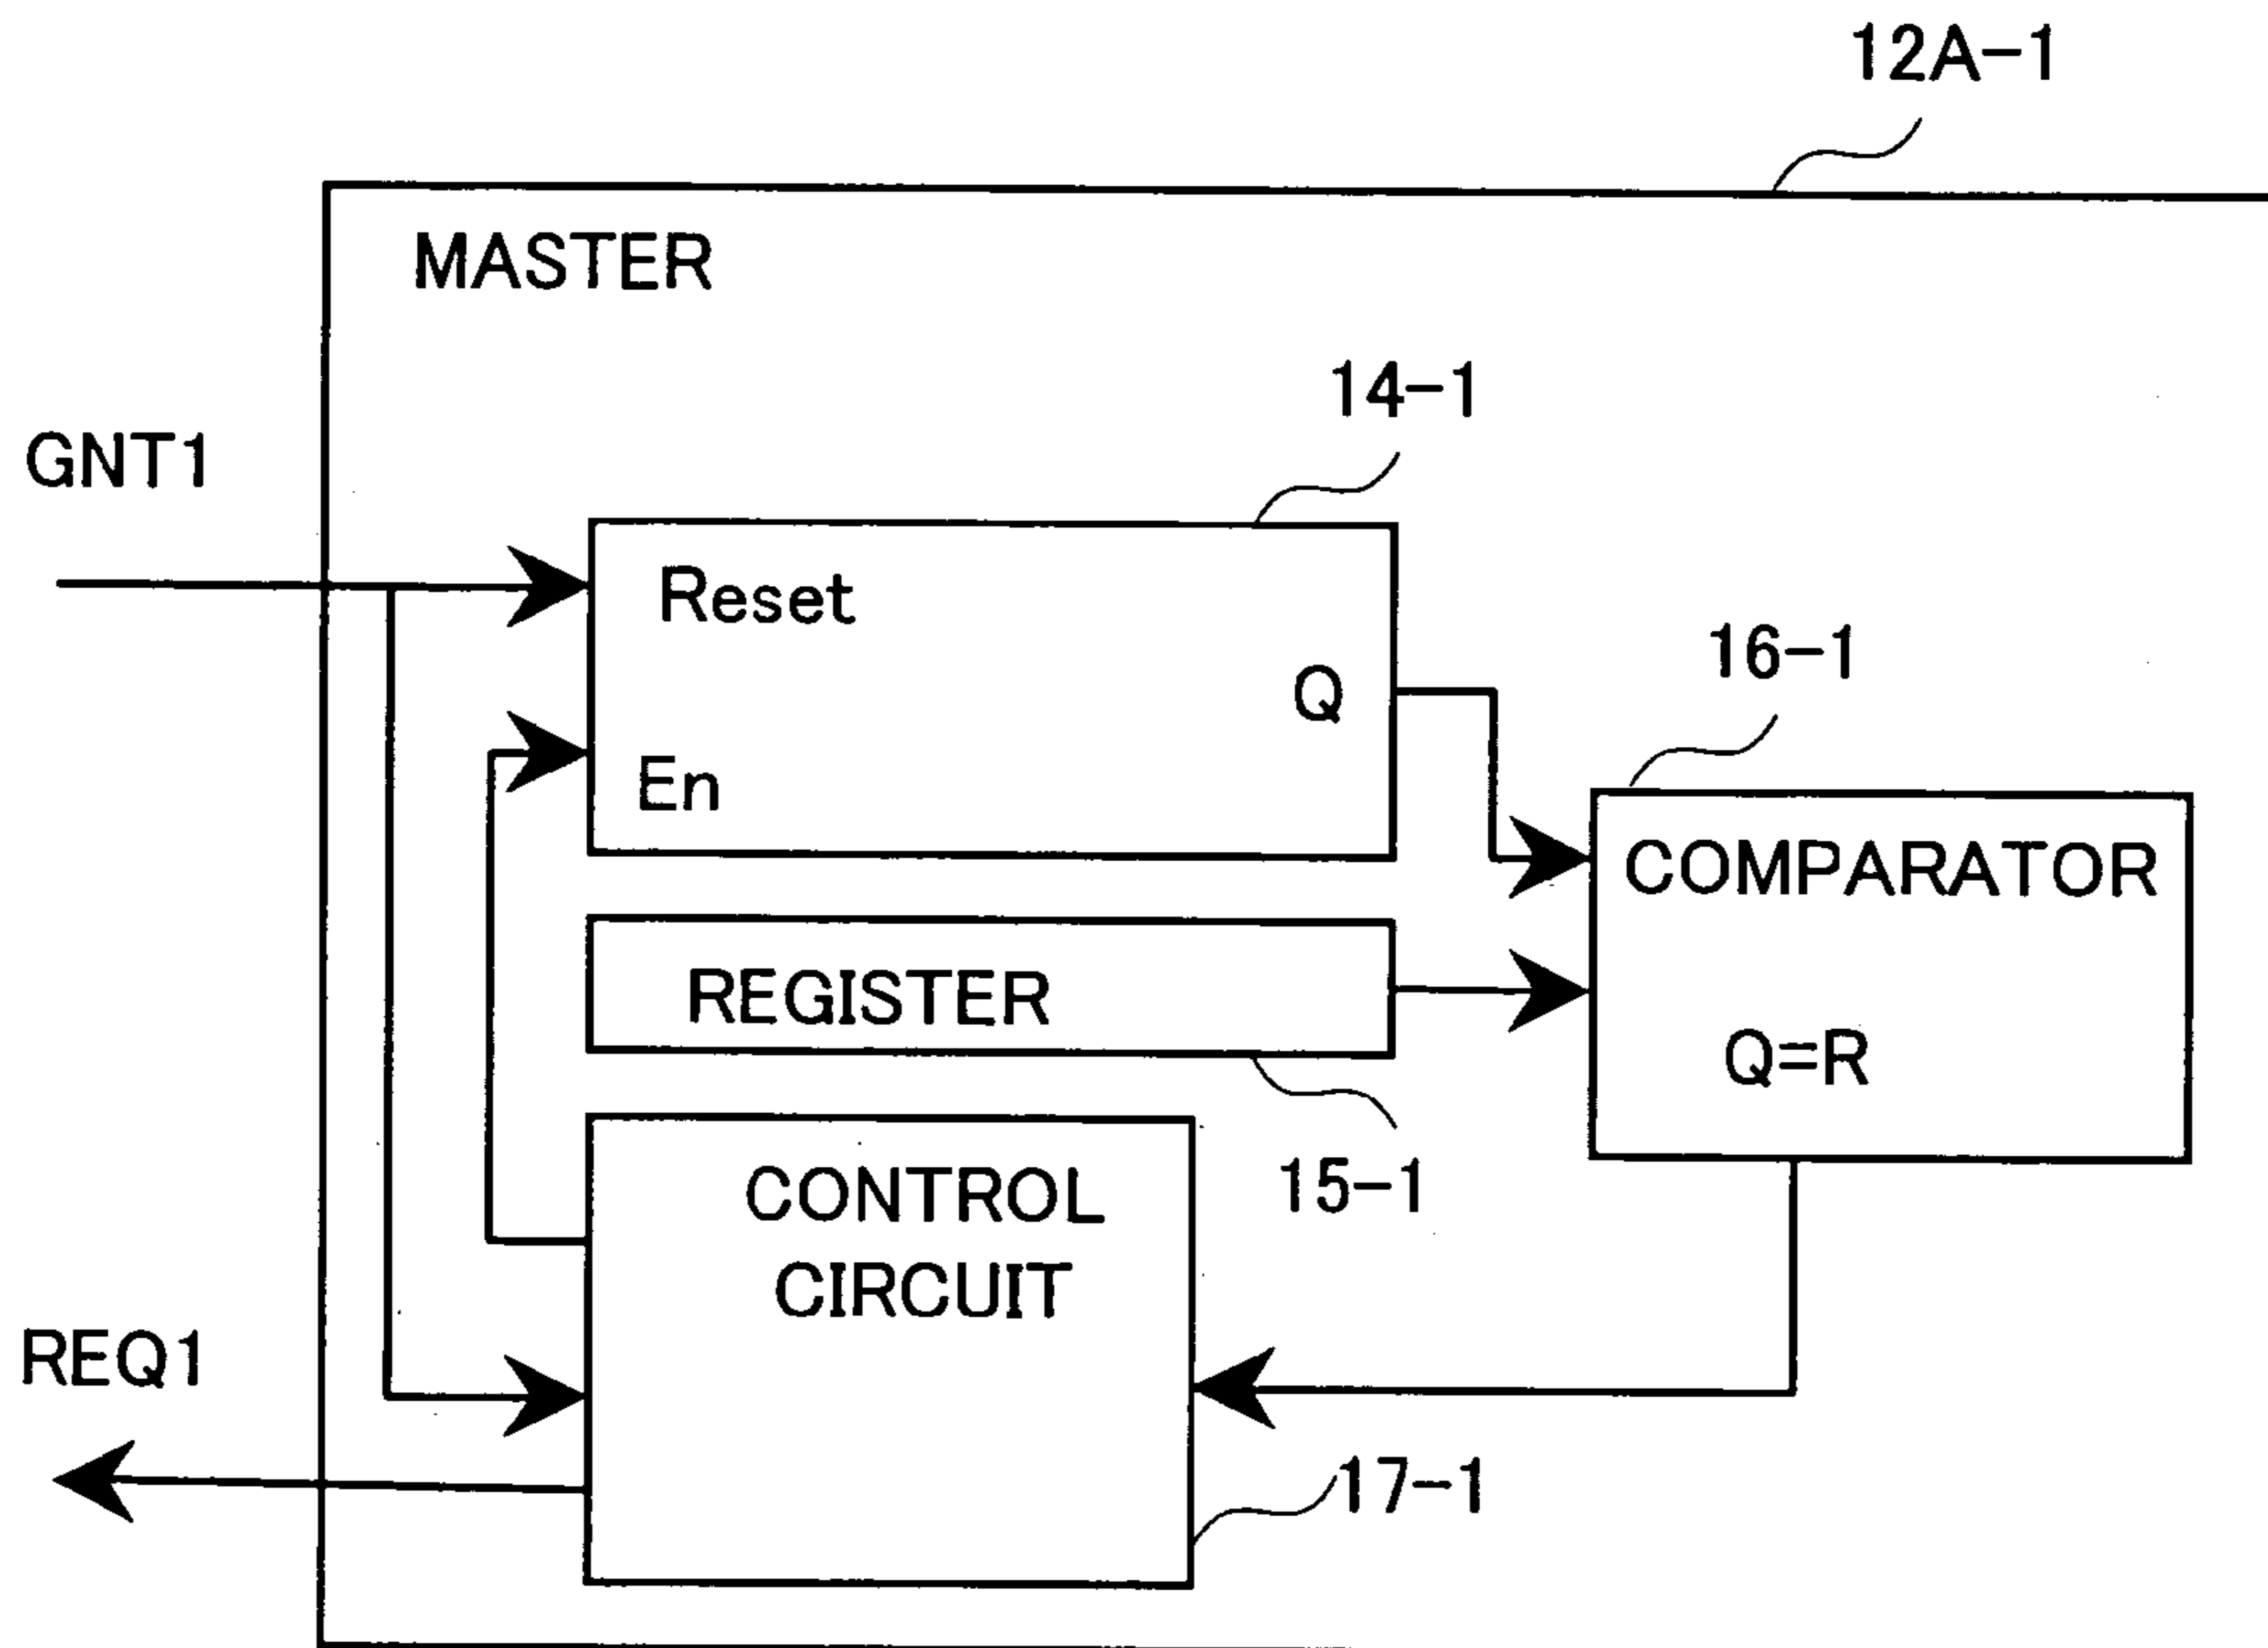 12A-1
MASTER
14-1
GNT1
Reset
16-1
Q
En
COMPARATOR
REGISTER
Q=R
15-1
CONTROL
CIRCUIT
REQ1
17-1